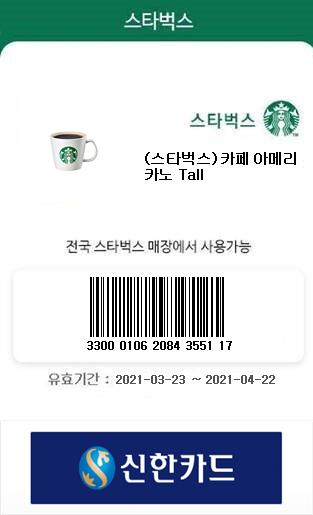 스타벅스
스타벅스
(스타벅스)카페 아메리
카노 Tall
전국 스타벅스 매장에서 사용가능
3300 0106 2084 3551 17
유효기간 : 2021-03-23 ~ 2021-04-22
신한카드